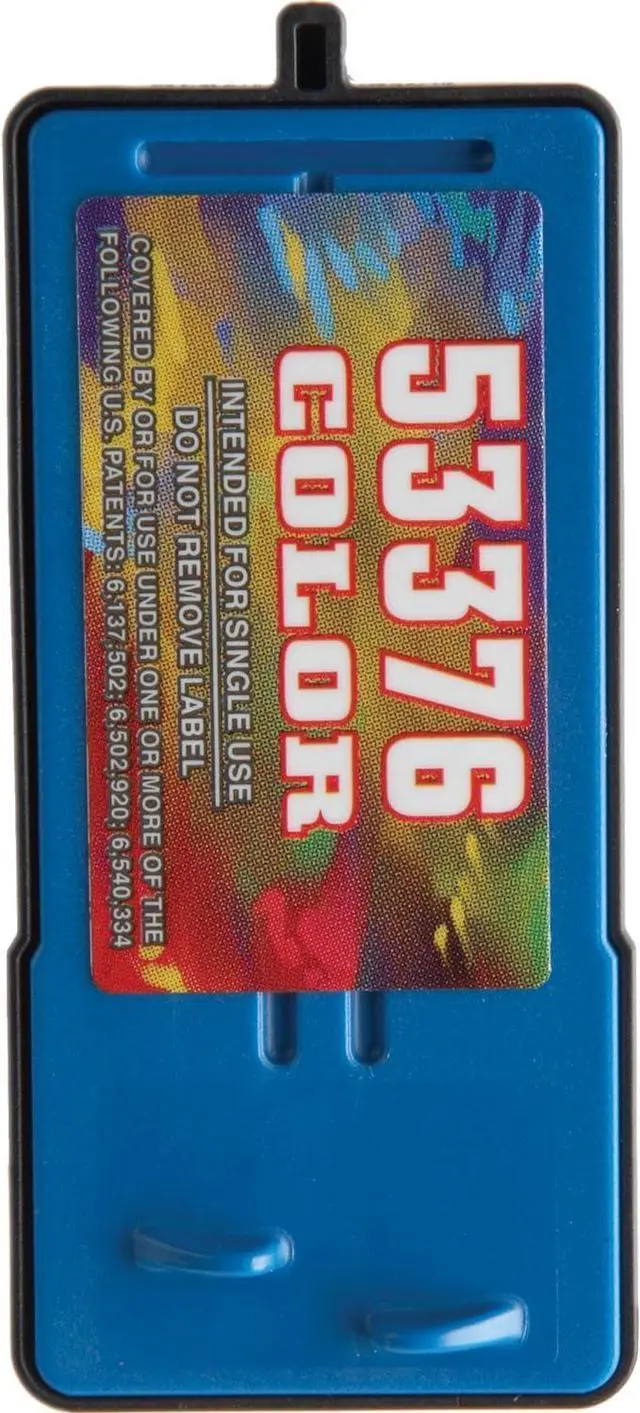 53376
COLOR
INTENDED FOR SINGLE USE
DO NOT REMOVE LABEL
COVERED BY OR FOR USE UNDER ONE OR MORE OF THE
FOLLOWING U.S. PATENTS: 6,137,502; 6,502,920; 6,540,334